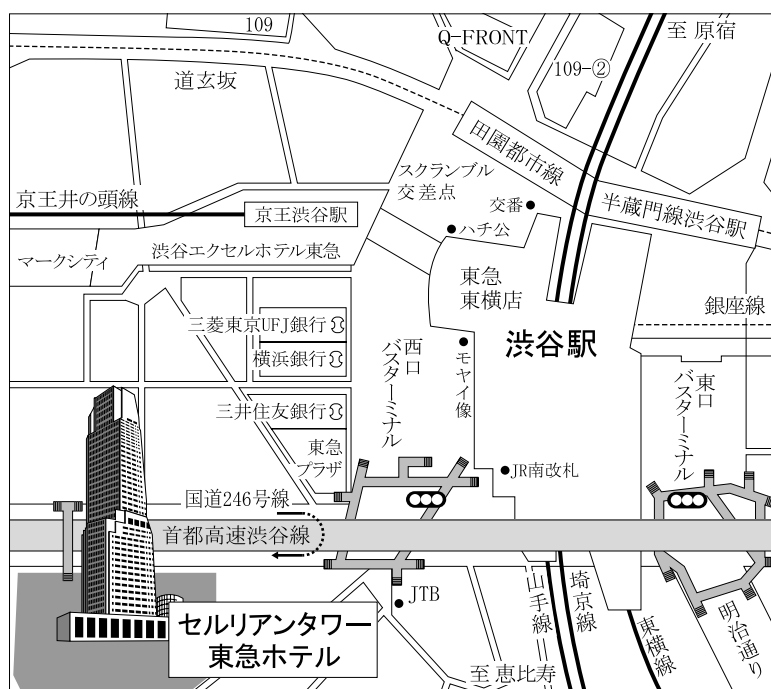 109
Q-FRONT
至 原宿
道玄坂
109-②
田園都市線
スクランブル
交差点
京王井の頭線
京王渋谷駅
交番
半蔵門線渋谷駅
ハチ公
マークシティ
渋谷エクセルホテル東急
東急
東横店
銀座線
三菱東京UFJ銀行
渋谷駅
横浜銀行
西口
バスターミナル
モヤイ像
東口
バスターミナル
三井住友銀行
東急
プラザ
JR南改札
国道246号線
首都高速渋谷線
JTB
山手線
埼京線
東横線
明治通り
セルリアンタワー
東急ホテル
至 恵比寿